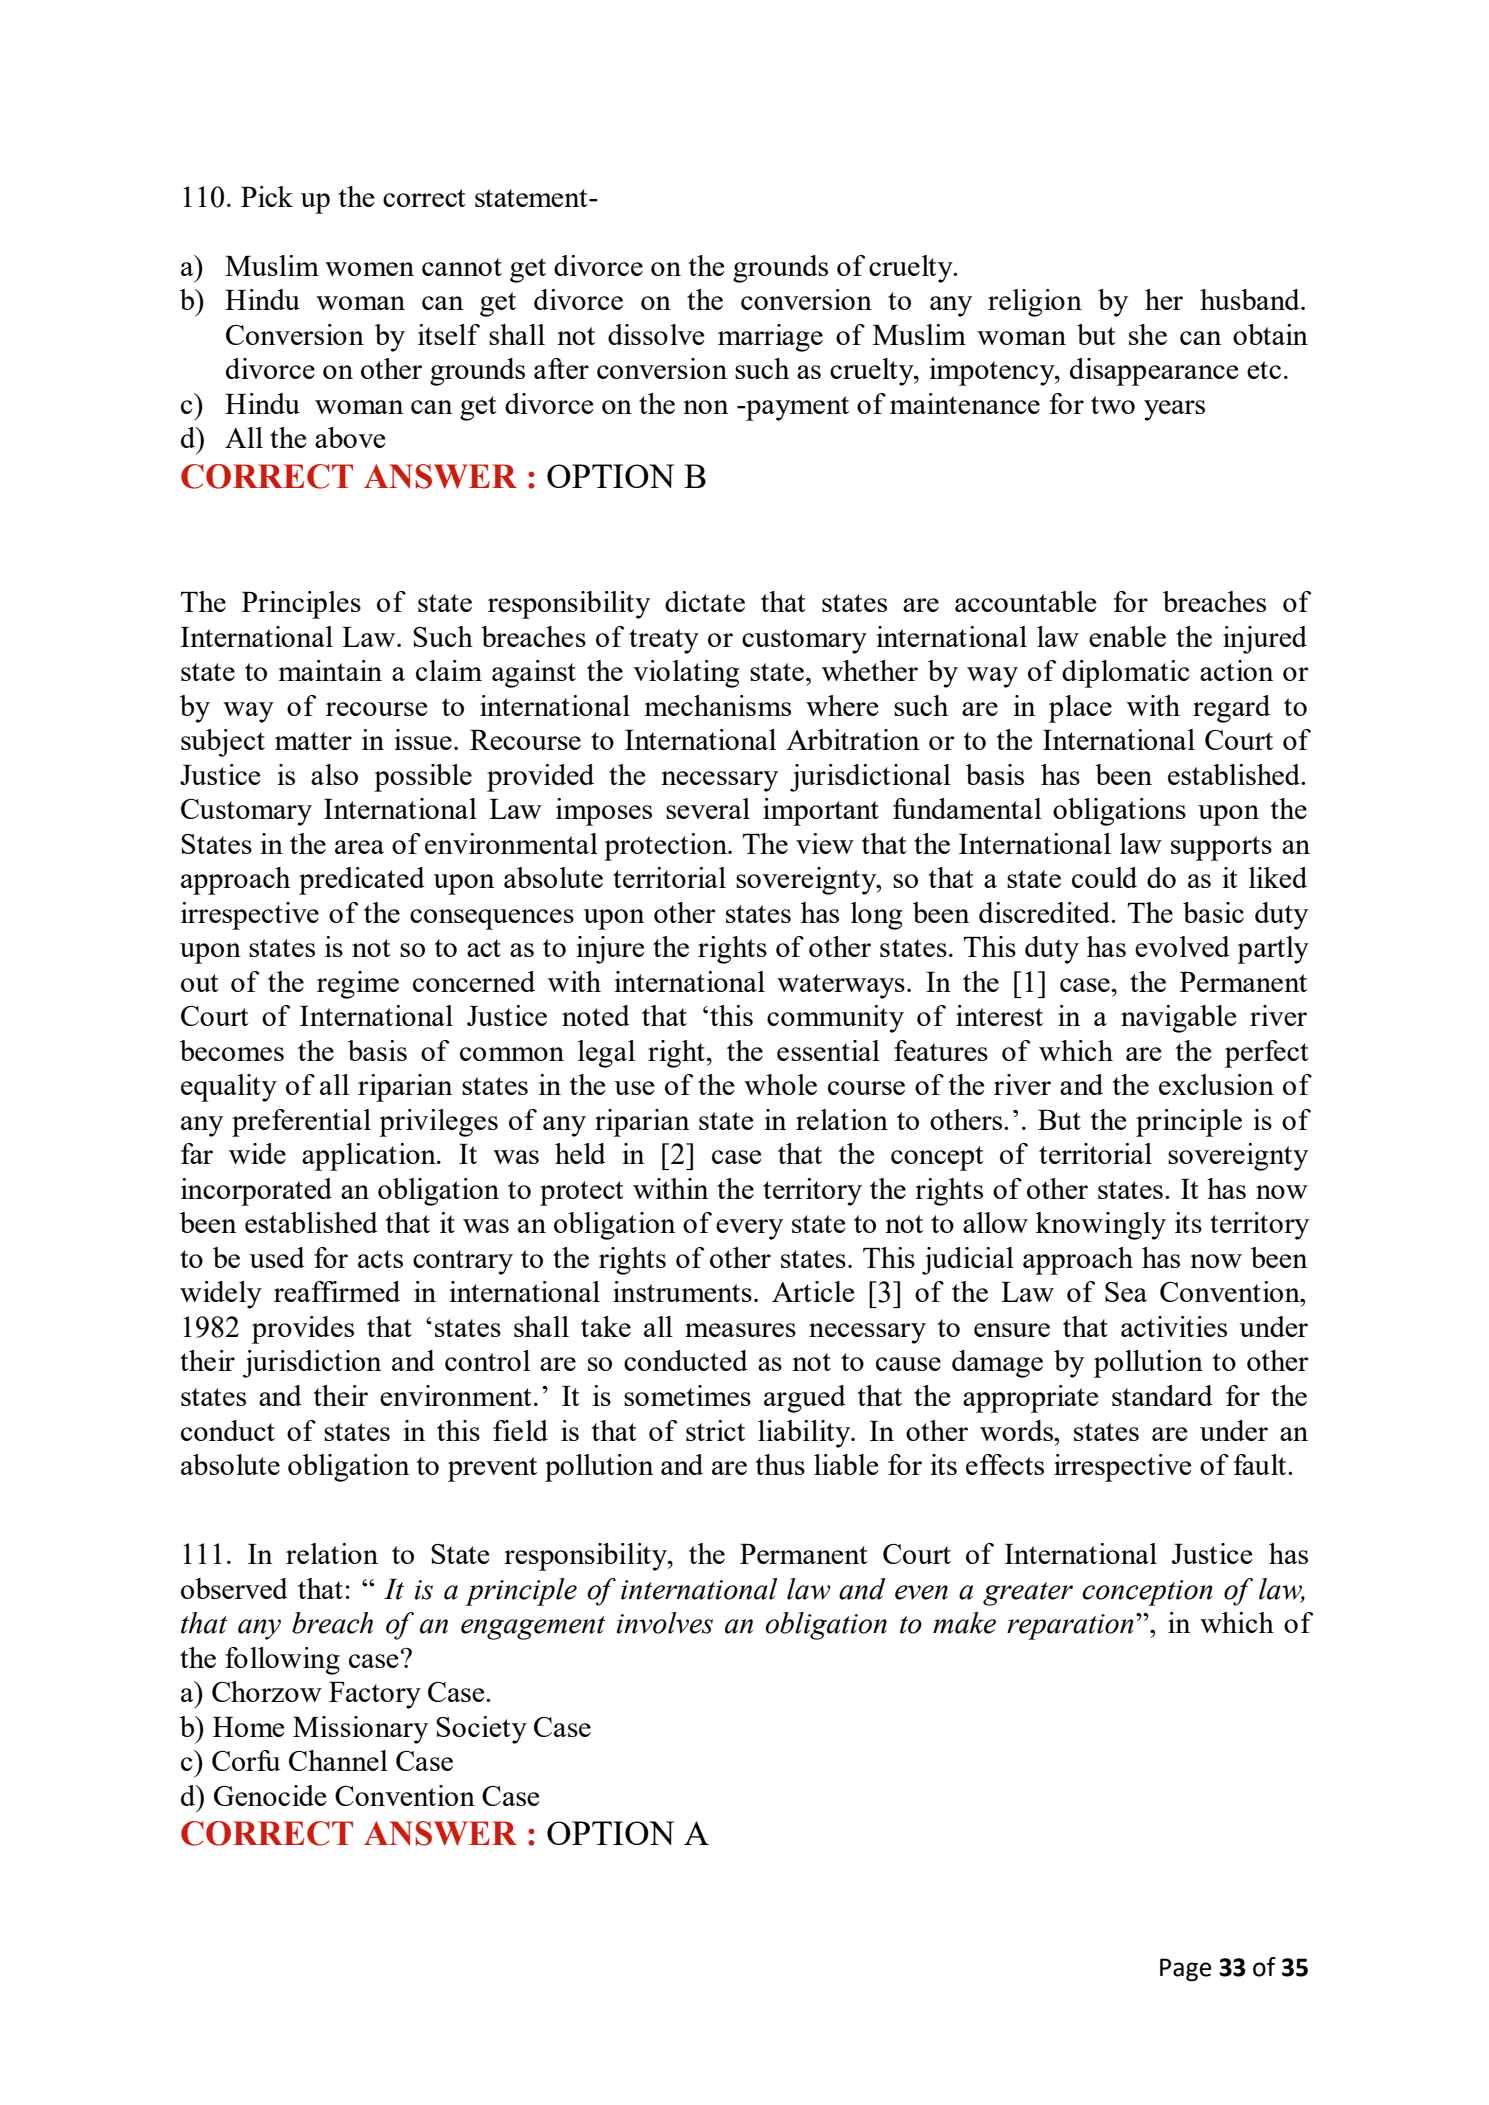 110. Pick up the correct statement-
a) Muslim women cannot get divorce on the grounds of cruelty.
b) Hindu woman can get divorce on the conversion to any religion by her husband.
Conversion by itself shall not dissolve marriage of Muslim woman but she can obtain
divorce on other grounds after conversion such as cruelty, impotency, disappearance etc.
c) Hindu woman can get divorce on the non -payment of maintenance for two years
d) All the above
CORRECT ANSWER : OPTION B
The Principles of state responsibility dictate that states are accountable for breaches of
International Law. Such breaches of treaty or customary international law enable the injured
state to maintain a claim against the violating state, whether by way of diplomatic action or
by way of recourse to international mechanisms where such are in place with regard to
subject matter in issue. Recourse to International Arbitration or to the International Court of
Justice is also possible provided the necessary jurisdictional basis has been established.
Customary International Law imposes several important fundamental obligations upon the
States in the area of environmental protection. The view that the International law supports an
approach predicated upon absolute territorial sovereignty, so that a state could do as it liked
irrespective of the consequences upon other states has long been discredited. The basic duty
upon states is not so to act as to injure the rights of other states. This duty has evolved partly
out of the regime concerned with international waterways. In the [1] case, the Permanent
Court of International Justice noted that ‘this community of interest in a navigable river
becomes the basis of common legal right, the essential features of which are the perfect
equality of all riparian states in the use of the whole course of the river and the exclusion of
any preferential privileges of any riparian state in relation to others.’. But the principle is of
far wide application. It was held in [2] case that the concept of territorial sovereignty
incorporated an obligation to protect within the territory the rights of other states. It has now
been established that it was an obligation of every state to not to allow knowingly its territory
to be used for acts contrary to the rights of other states. This judicial approach has now been
widely reaffirmed in international instruments. Article [3] of the Law of Sea Convention,
1982 provides that ‘states shall take all measures necessary to ensure that activities under
their jurisdiction and control are so conducted as not to cause damage by pollution to other
states and their environment.’ It is sometimes argued that the appropriate standard for the
conduct of states in this field is that of strict liability. In other words, states are under an
absolute obligation to prevent pollution and are thus liable for its effects irrespective of fault.
111. In relation to State responsibility, the Permanent Court of International Justice has
observed that: “ It is a principle of international law and even a greater conception of law,
that any breach of an engagement involves an obligation to make reparation”, in which of
the following case?
a) Chorzow Factory Case.
b) Home Missionary Society Case
c) Corfu Channel Case
d) Genocide Convention Case
CORRECT ANSWER : OPTION A
Page 33 of 35